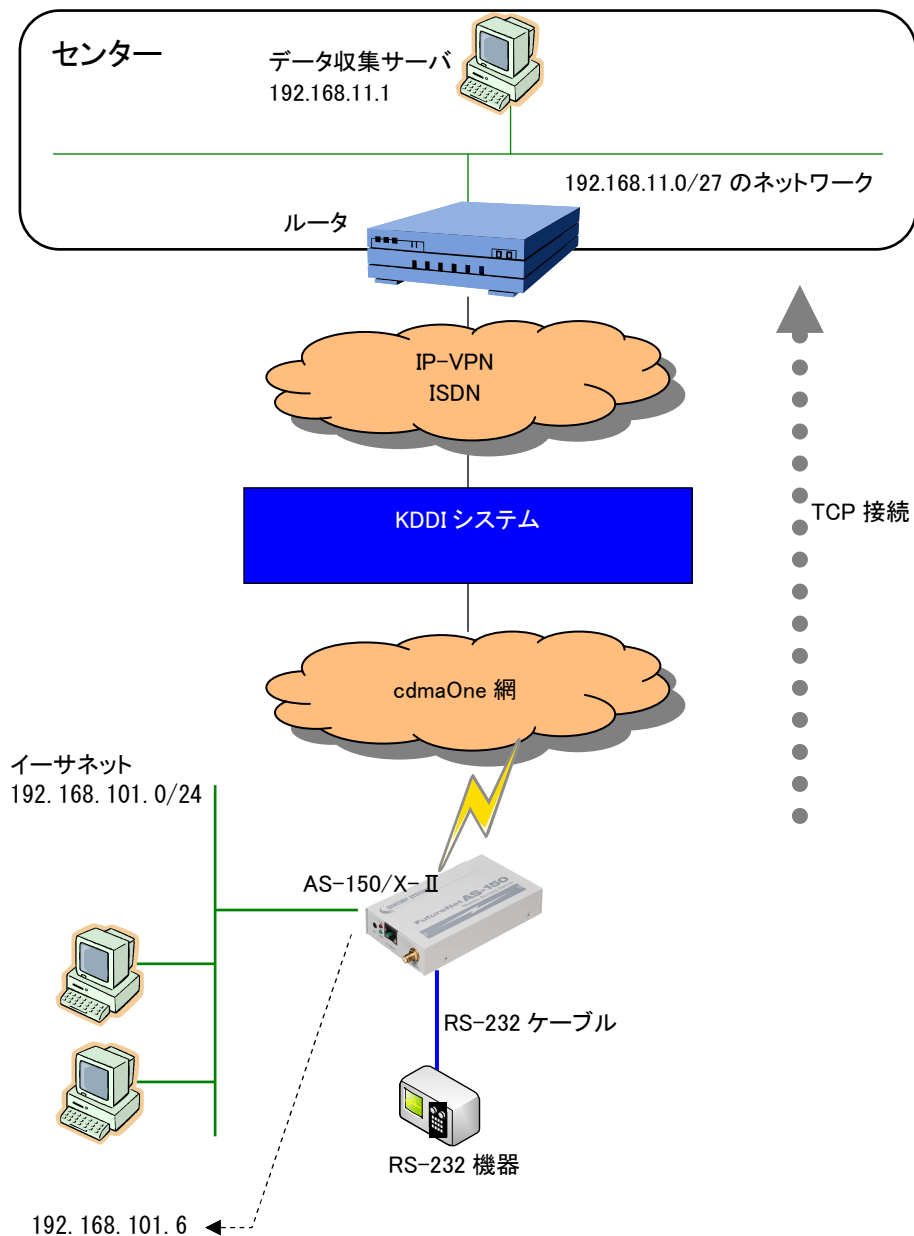 センター
データ収集サーバ
192.168.11.1
192.168.11.0/27 のネットワーク
ルータ
IP-VPN
ISDN
KDDI システム
TCP 接続
cdmaOne 網
イーサネット
192.168.101.0/24
AS-150/X-Ⅱ
FutureNet AS-150
RS-232 ケーブル
RS-232 機器
192.168.101.6